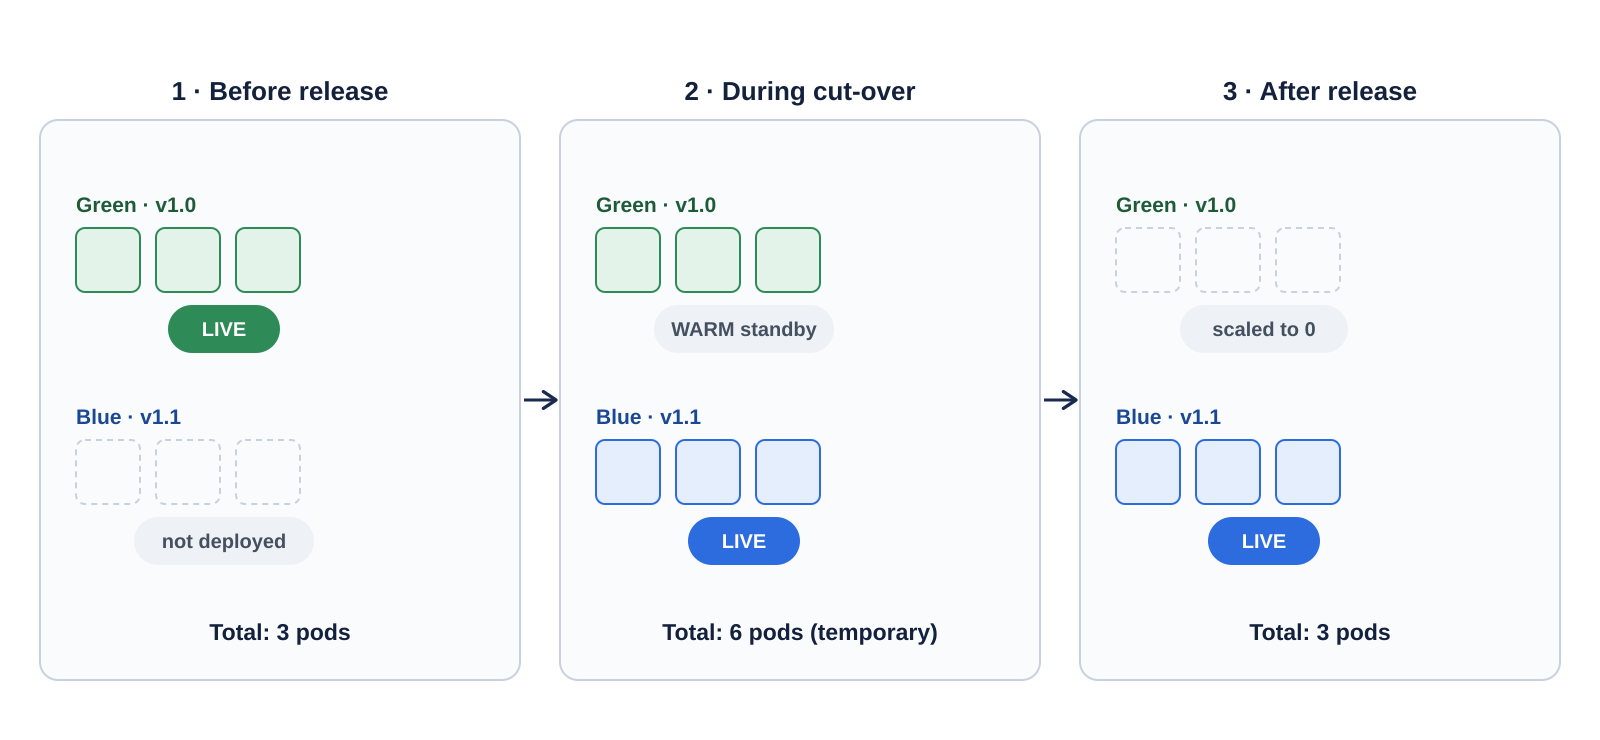 1 · Before release
Green · v1.0
LIVE
Blue · v1.1
not deployed
Total: 3 pods
2 · During cut-over
Green · v1.0
WARM standby
Blue · v1.1
LIVE
Total: 6 pods (temporary)
3 · After release
Green · v1.0
scaled to 0
Blue · v1.1
LIVE
Total: 3 pods